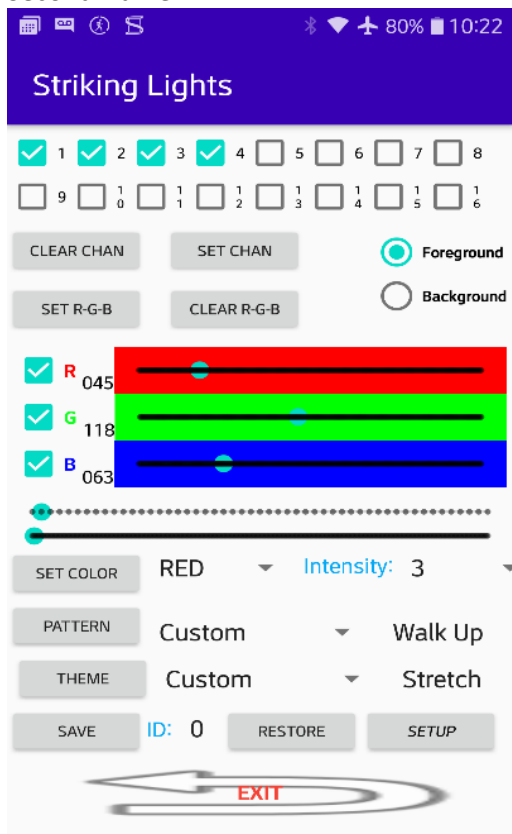 80% 10:22
Striking Lights
1 2 3 4 5 6 7 8
9 10 11 12 13 14 15 16
CLEAR CHAN SET CHAN Foreground
SET R-G-B CLEAR R-G-B Background
R 045
G 118
B 063
SET COLOR RED Intensity: 3
PATTERN Custom Walk Up
THEME Custom Stretch
SAVE ID: 0 RESTORE SETUP
EXIT